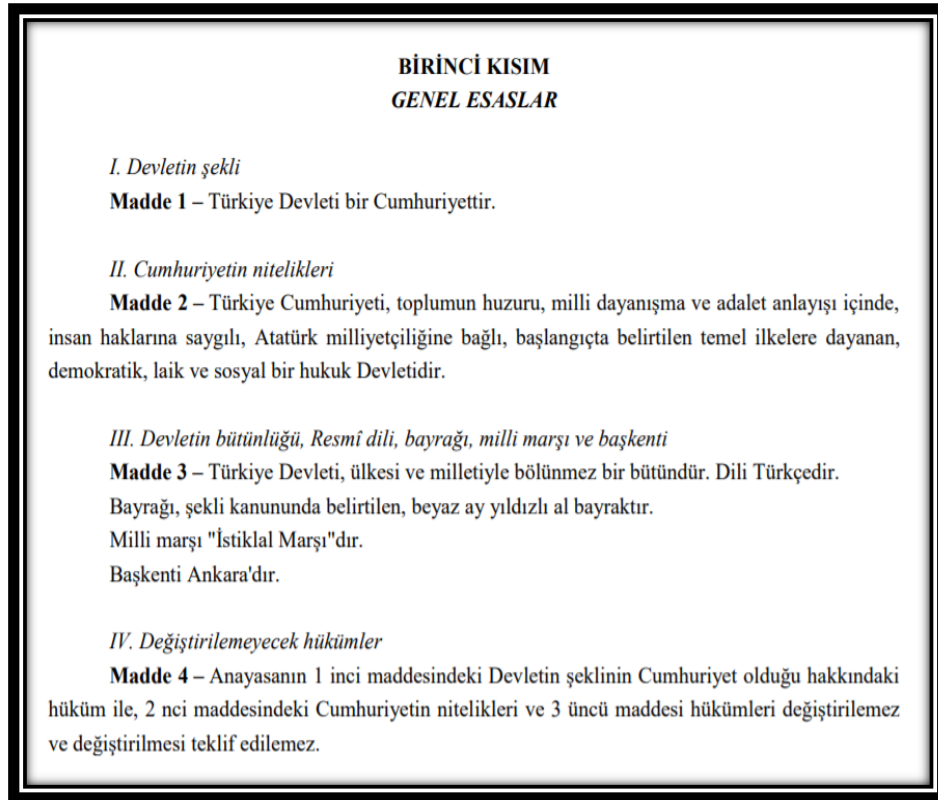 BİRİNCİ KISIM
GENEL ESASLAR
I. Devletin şekli
Madde 1 – Türkiye Devleti bir Cumhuriyettir.
II. Cumhuriyetin nitelikleri
Madde 2 – Türkiye Cumhuriyeti, toplumun huzuru, milli dayanışma ve adalet anlayışı içinde,
insan haklarına saygılı, Atatürk milliyetçiliğine bağlı, başlangıçta belirtilen temel ilkelere dayanan,
demokratik, laik ve sosyal bir hukuk Devletidir.
III. Devletin bütünlüğü, Resmî dili, bayrağı, milli marşı ve başkenti
Madde 3 – Türkiye Devleti, ülkesi ve milletiyle bölünmez bir bütündür. Dili Türkçedir.
Bayrağı, şekli kanununda belirtilen, beyaz ay yıldızlı al bayraktır.
Milli marşı "İstiklal Marşı"dır.
Başkenti Ankara'dır.
IV. Değiştirilemeyecek hükümler
Madde 4 – Anayasanın 1 inci maddesindeki Devletin şeklinin Cumhuriyet olduğu hakkındaki
hüküm ile, 2 nci maddesindeki Cumhuriyetin nitelikleri ve 3 üncü maddesi hükümleri değiştirilemez
ve değiştirilmesi teklif edilemez.